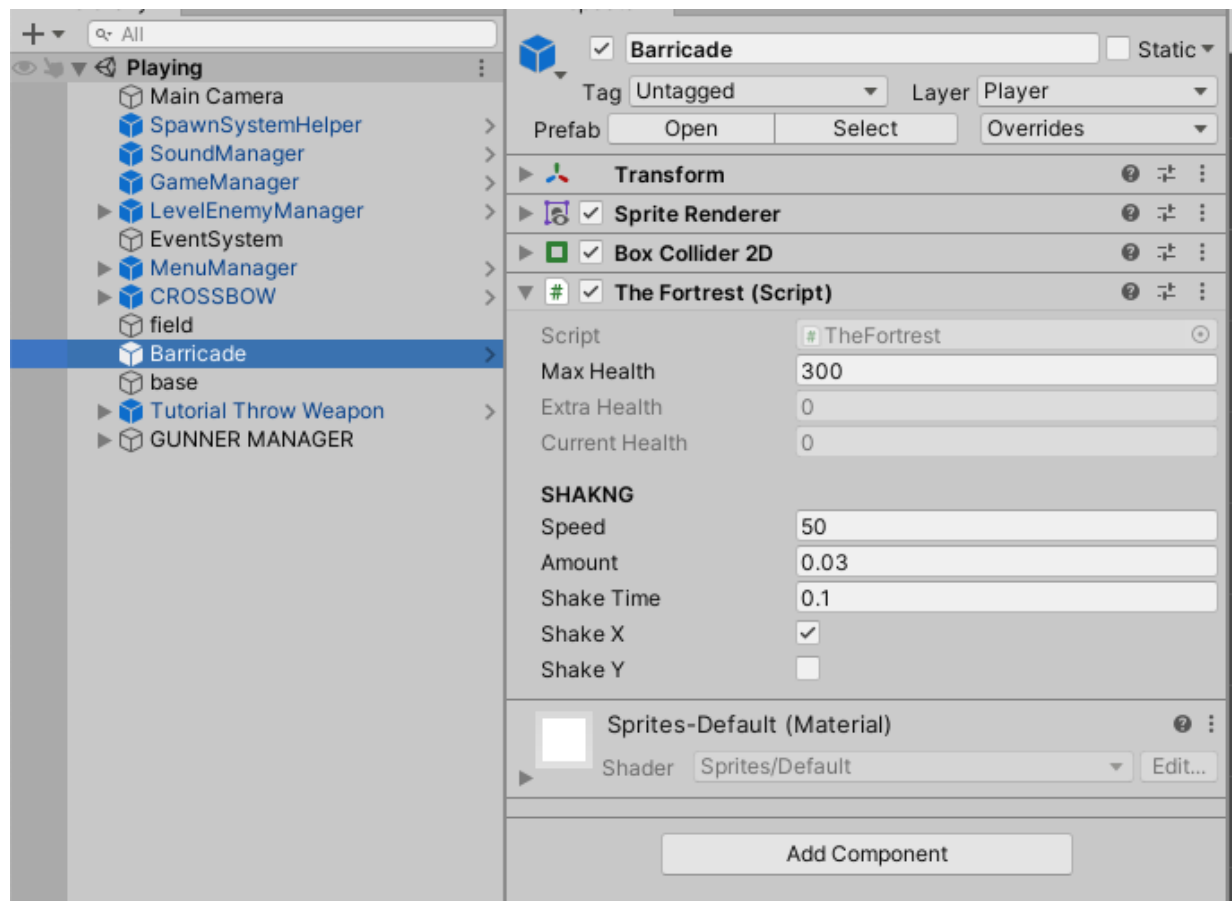 All
Playing
Main Camera
SpawnSystemHelper
SoundManager
GameManager
LevelEnemyManager
EventSystem
MenuManager
CROSSBOW
field
Barricade
base
Tutorial Throw Weapon
GUNNER MANAGER
Barricade Static
Tag Untagged Layer Player
Prefab Open Select Overrides
Transform
Sprite Renderer
Box Collider 2D
# The Fortrest (Script)
Script # TheFortrest
Max Health 300
Extra Health 0
Current Health 0
SHAKNG
Speed 50
Amount 0.03
Shake Time 0.1
Shake X
Shake Y
Sprites-Default (Material)
Shader Sprites/Default Edit...
Add Component